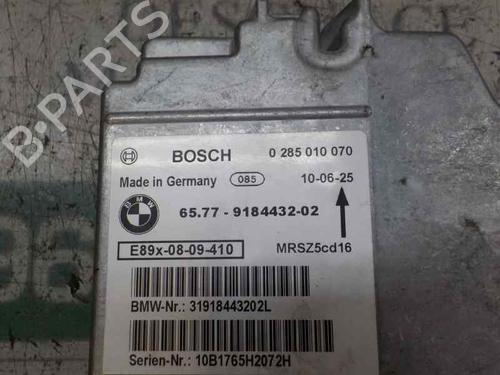 B-PARTS
BOSCH 0 285 010 070
Made in Germany 085 10-06-25
BMW 65.77 - 9184432-02
E89x-08-09-410 MRSZ5cd16
BMW-Nr.: 31918443202L
Serien-Nr.: 10B1765H2072H